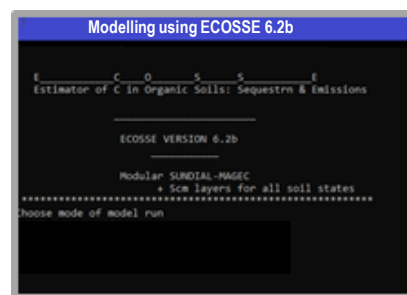 Modelling using ECOSSE 6.2b
E_________C___O_____S____S____________E
Estimator of C in Organic Soils: Sequestrn & Emissions
ECOSSE VERSION 6.2b
Modular SUNDIAL-MAGEC
+ 5cm layers for all soil states
************************************************************
Choose mode of model run